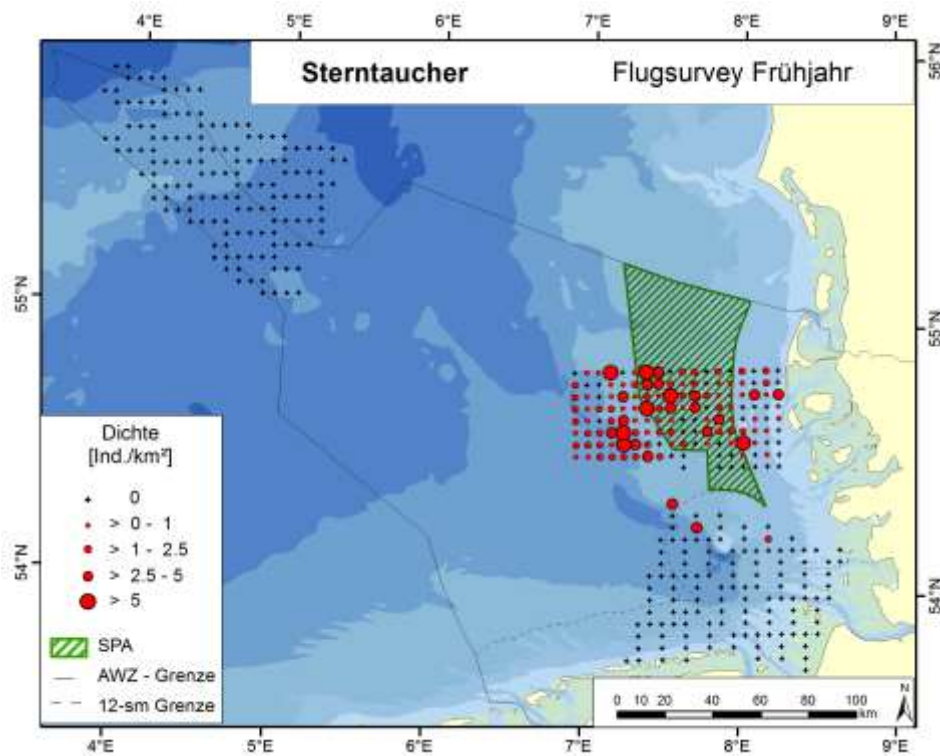 4°E 5°E 7°E 8°E 9°E
Sterntaucher Flugsurvey Frühjahr
56°N
55°N
55°N
54°N
54°N
Dichte
[Ind./km²]
0
> 0 - 1
> 1 - 2.5
> 2.5 - 5
> 5
SPA
AWZ - Grenze
12-sm Grenze
N
0 10 20 40 60 80 100
km
4°E 5°E 6°E 7°E 8°E 9°E